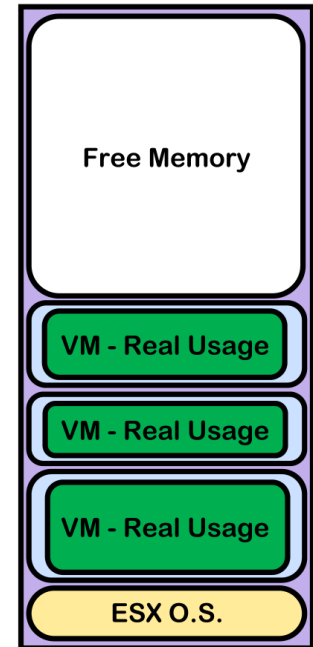 Free Memory
VM - Real Usage
VM - Real Usage
VM - Real Usage
ESX O.S.